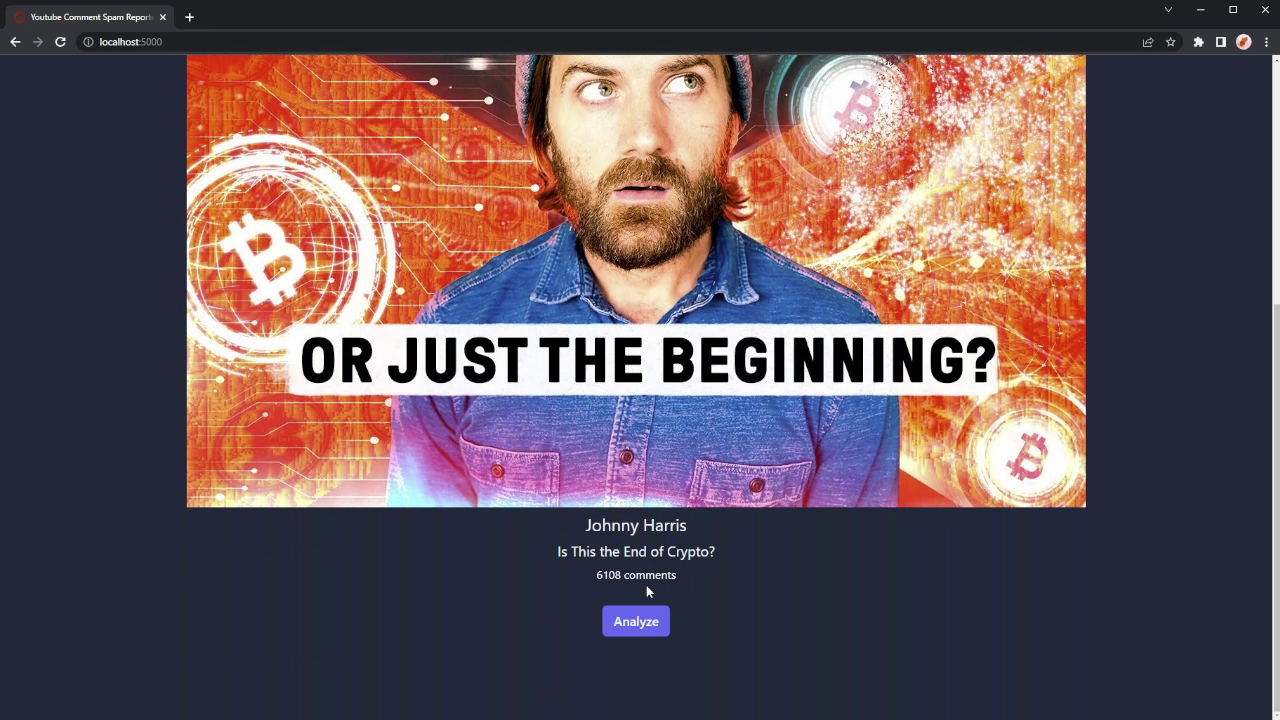 Youtube Comment Spam Report
localhost:5000
OR JUST THE BEGINNING?
Johnny Harris
Is This the End of Crypto?
6108 comments
Analyze